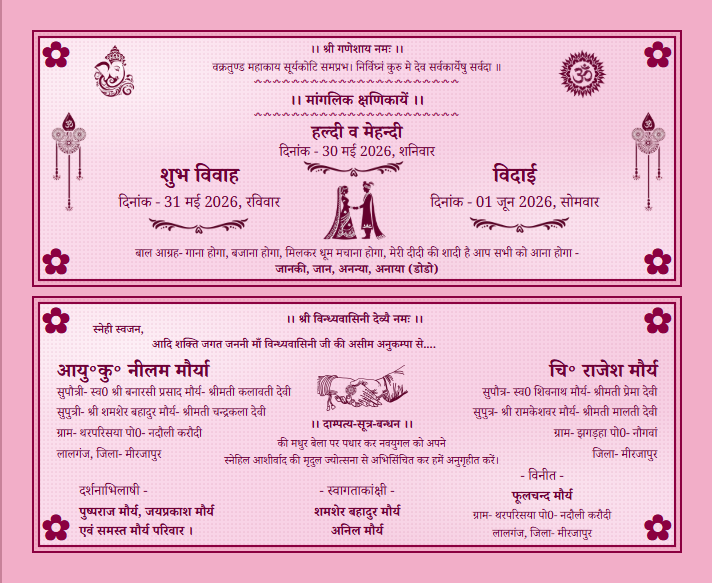 ।। श्री गणेशाय नमः ।।
वक्रतुण्ड महाकाय सूर्यकोटि समप्रभ। निर्विघ्नं कुरु मे देव सर्वकार्येषु सर्वदा ॥
।। मांगलिक क्षणिकायें ।।
हल्दी व मेहन्दी
दिनांक - 30 मई 2026, शनिवार
शुभ विवाह
दिनांक - 31 मई 2026, रविवार
विदाई
दिनांक - 01 जून 2026, सोमवार
ॐ
बाल आग्रह- गाना होगा, बजाना होगा, मिलकर धूम मचाना होगा, मेरी दीदी की शादी है आप सभी को आना होगा -
जानकी, जान, अनन्या, अनाया (डोडो)
।। श्री विन्ध्यवासिनी देव्यै नमः ।।
स्नेही स्वजन,
आदि शक्ति जगत जननी माँ विन्ध्यवासिनी जी की असीम अनुकम्पा से....
आयु॰कु॰ नीलम मौर्या
सुपौत्री- स्व0 श्री बनारसी प्रसाद मौर्य- श्रीमती कलावती देवी
सुपुत्री- श्री शमशेर बहादुर मौर्य- श्रीमती चन्द्रकला देवी
ग्राम- थरपरिसया पो0- नदौली करौदी
लालगंज, जिला- मीरजापुर
चि॰ राजेश मौर्य
सुपौत्र- स्व0 शिवनाथ मौर्य- श्रीमती प्रेमा देवी
सुपुत्र- श्री रामकेशवर मौर्य- श्रीमती मालती देवी
ग्राम- झगड़हा पो0- नौगवां
जिला- मीरजापुर
।। दाम्पत्य-सूत्र-बन्धन ।।
की मधुर बेला पर पधार कर नवयुगल को अपने
स्नेहिल आशीर्वाद की मृदुल ज्योत्सना से अभिसिंचित कर हमें अनुगृहीत करें।
दर्शनाभिलाषी -
पुष्पराज मौर्य, जयप्रकाश मौर्य
एवं समस्त मौर्य परिवार ।
- स्वागताकांक्षी -
शमशेर बहादुर मौर्य
अनिल मौर्य
- विनीत -
फूलचन्द मौर्य
ग्राम- थरपरिसया पो0- नदौली करौदी
लालगंज, जिला- मीरजापुर